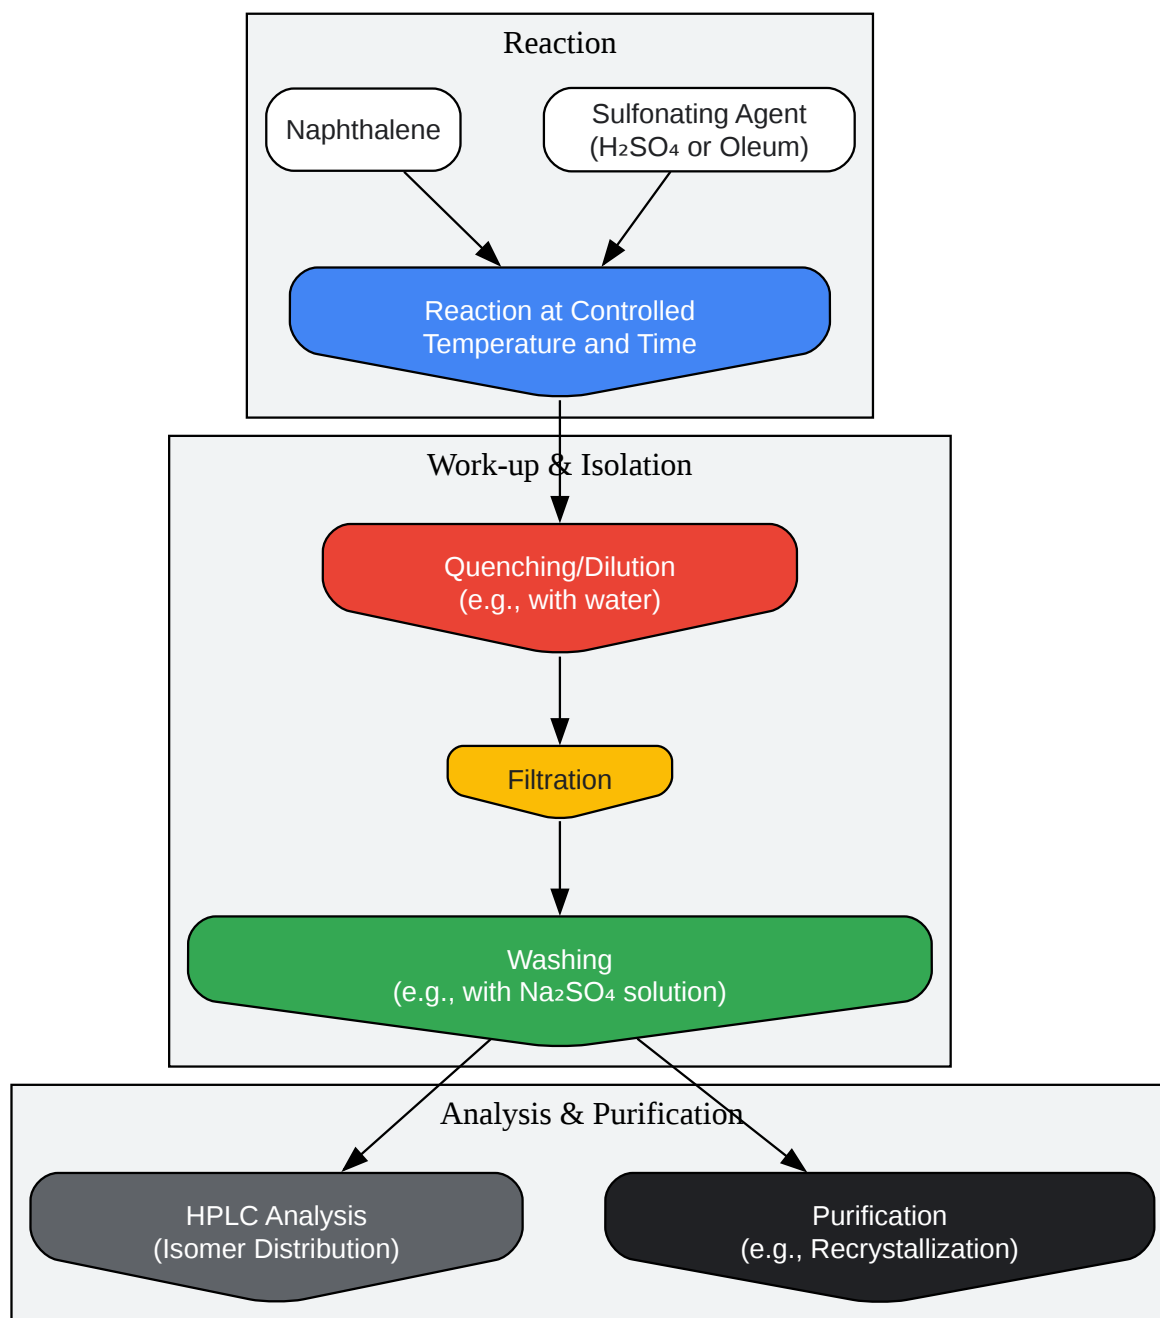 Reaction
Naphthalene
Sulfonating Agent
(H₂SO₄ or Oleum)
Reaction at Controlled
Temperature and Time
Work-up & Isolation
Quenching/Dilution
(e.g., with water)
Filtration
Washing
(e.g., with Na₂SO₄ solution)
Analysis & Purification
HPLC Analysis
(Isomer Distribution)
Purification
(e.g., Recrystallization)